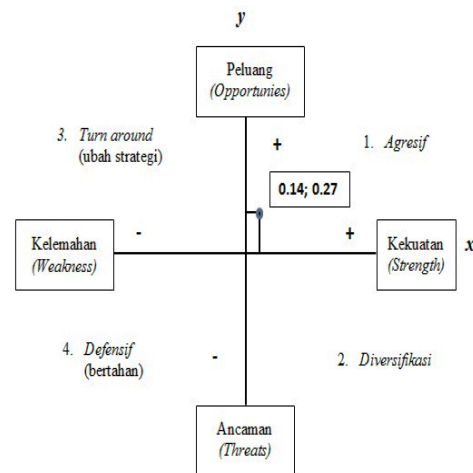 y
Peluang
(Opportunies)
3. Turn around
(ubah strategi)
+
1. Agresif
0.14; 0.27
Kelemahan
(Weakness)
-
+
Kekuatan
(Strength)
x
4. Defensif
(bertahan)
-
2. Diversifikasi
Ancaman
(Threats)